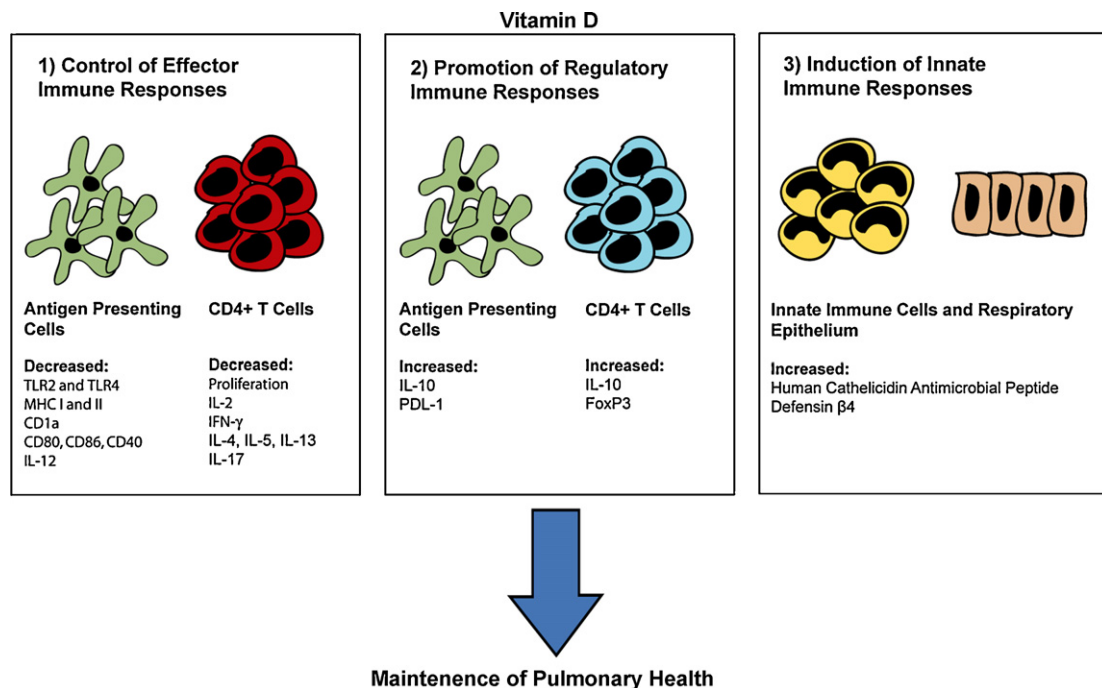 Vitamin D
1) Control of Effector
Immune Responses
Antigen Presenting
Cells
Decreased:
TLR2 and TLR4
MHC I and II
CD1a
CD80, CD86, CD40
IL-12
CD4+ T Cells
Decreased:
Proliferation
IL-2
IFN-γ
IL-4, IL-5, IL-13
IL-17
2) Promotion of Regulatory
Immune Responses
Antigen Presenting
Cells
Increased:
IL-10
PDL-1
CD4+ T Cells
Increased:
IL-10
FoxP3
3) Induction of Innate
Immune Responses
Innate Immune Cells and Respiratory
Epithelium
Increased:
Human Cathelicidin Antimicrobial Peptide
Defensin β4
Maintenence of Pulmonary Health